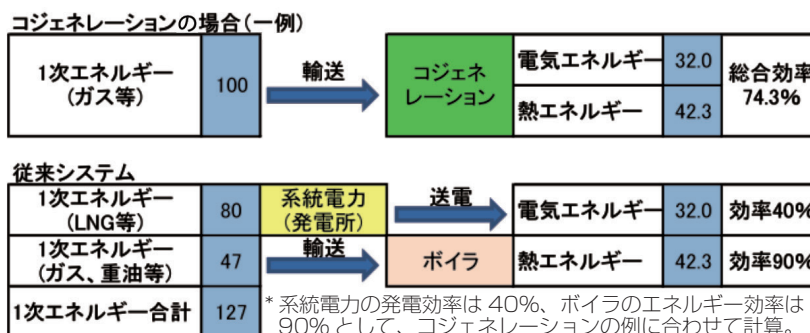 コジェネレーションの場合(一例)
1次エネルギー
(ガス等)
100
輸送
コジェネ
レーション
電気エネルギー 32.0
熱エネルギー 42.3
総合効率
74.3%
従来システム
1次エネルギー
(LNG等)
80
系統電力
(発電所)
送電
電気エネルギー 32.0 効率40%
1次エネルギー
(ガス、重油等)
47
輸送
ボイラ
熱エネルギー 42.3 効率90%
1次エネルギー合計 127
* 系統電力の発電効率は 40%、ボイラのエネルギー効率は
90% として、コジェネレーションの例に合わせて計算。